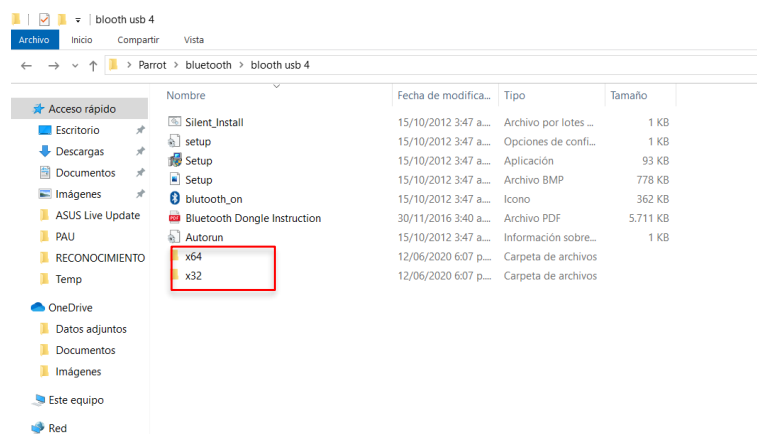 blooth usb 4
Archivo Inicio Compartir Vista
Parrot > bluetooth > blooth usb 4
Nombre Fecha de modifica... Tipo Tamaño
Acceso rápido
Escritorio
Descargas
Documentos
Imágenes
ASUS Live Update
PAU
RECONOCIMIENTO
Temp
OneDrive
Datos adjuntos
Documentos
Imágenes
Este equipo
Red
Silent_Install 15/10/2012 3:47 a.... Archivo por lotes ... 1 KB
setup 15/10/2012 3:47 a.... Opciones de confi... 1 KB
Setup 15/10/2012 3:47 a.... Aplicación 93 KB
Setup 15/10/2012 3:47 a.... Archivo BMP 778 KB
blutooth_on 15/10/2012 3:47 a.... Icono 362 KB
Bluetooth Dongle Instruction 30/11/2016 3:40 a.... Archivo PDF 5.711 KB
Autorun 15/10/2012 3:47 a.... Información sobre... 1 KB
x64 12/06/2020 6:07 p.... Carpeta de archivos
x32 12/06/2020 6:07 p.... Carpeta de archivos